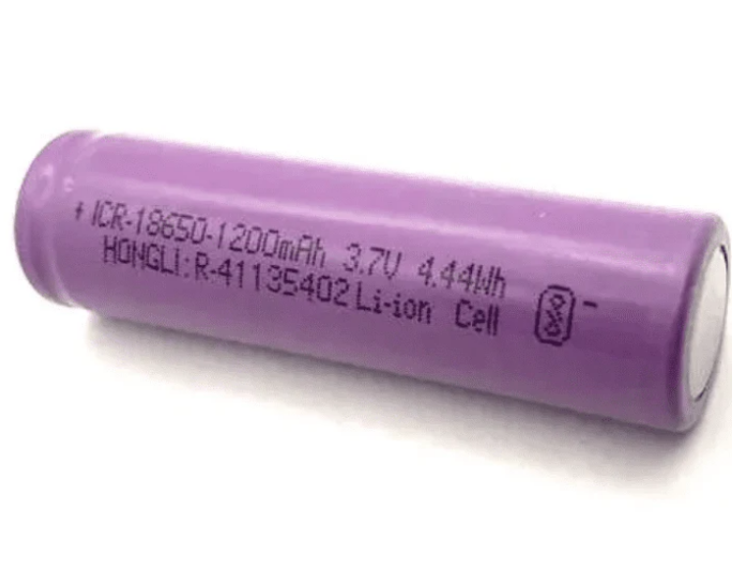 + ICR-18650-1200mAh 3.7V 4.44Wh -
HONGLI:R-41135402 Li-ion Cell